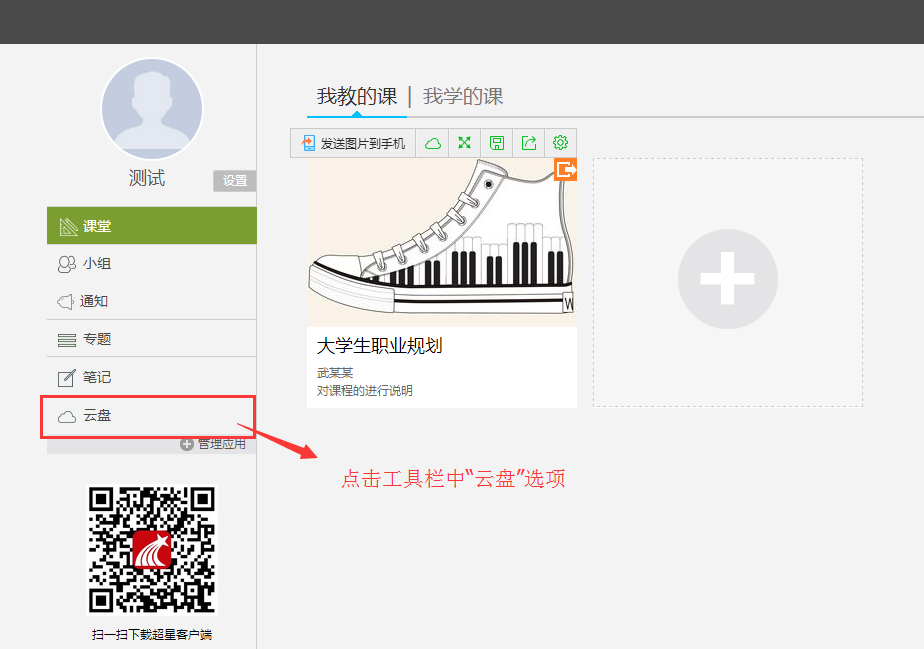 我教的课 | 我学的课
发送图片到手机
测试
设置
课堂
小组
通知
专题
笔记
云盘
管理应用
W
大学生职业规划
武某某
对课程的进行说明
点击工具栏中“云盘”选项
扫一扫下载超星客户端